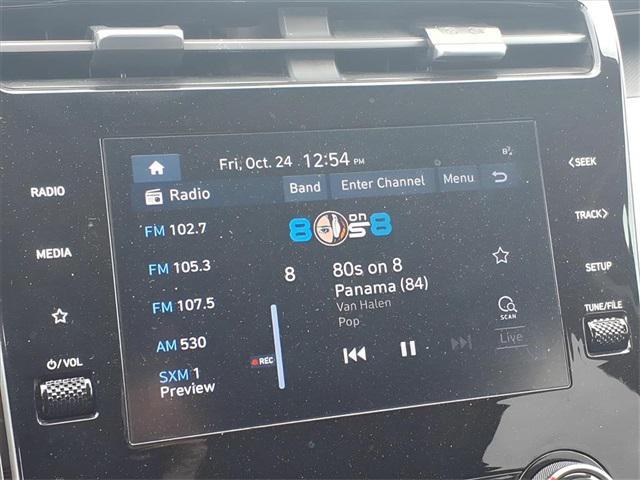 Fri, Oct. 24 12:54 PM
RADIO
MEDIA
⏻/VOL
Radio
Band
Enter Channel
Menu
FM 102.7
FM 105.3
FM 107.5
AM 530
SXM 1
Preview
REC
80s on 8
8
80s on 8
Panama (84)
Van Halen
Pop
SCAN
Live
<SEEK
TRACK>
SETUP
TUNE/FILE